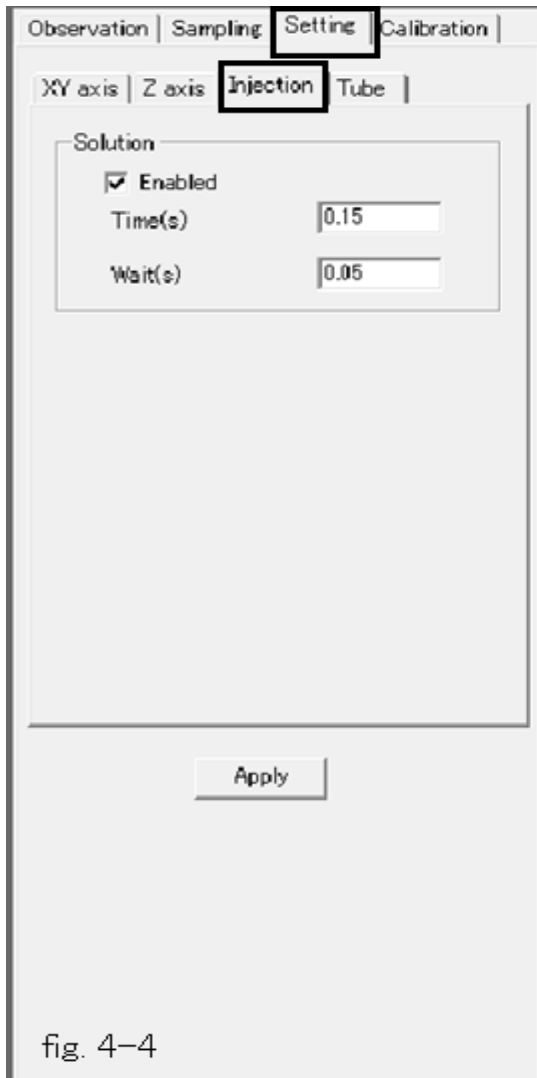 Observation Sampling Setting Calibration
XY axis Z axis Injection Tube
Solution
Enabled
Time(s) 0.15
Wait(s) 0.05
Apply
fig. 4-4